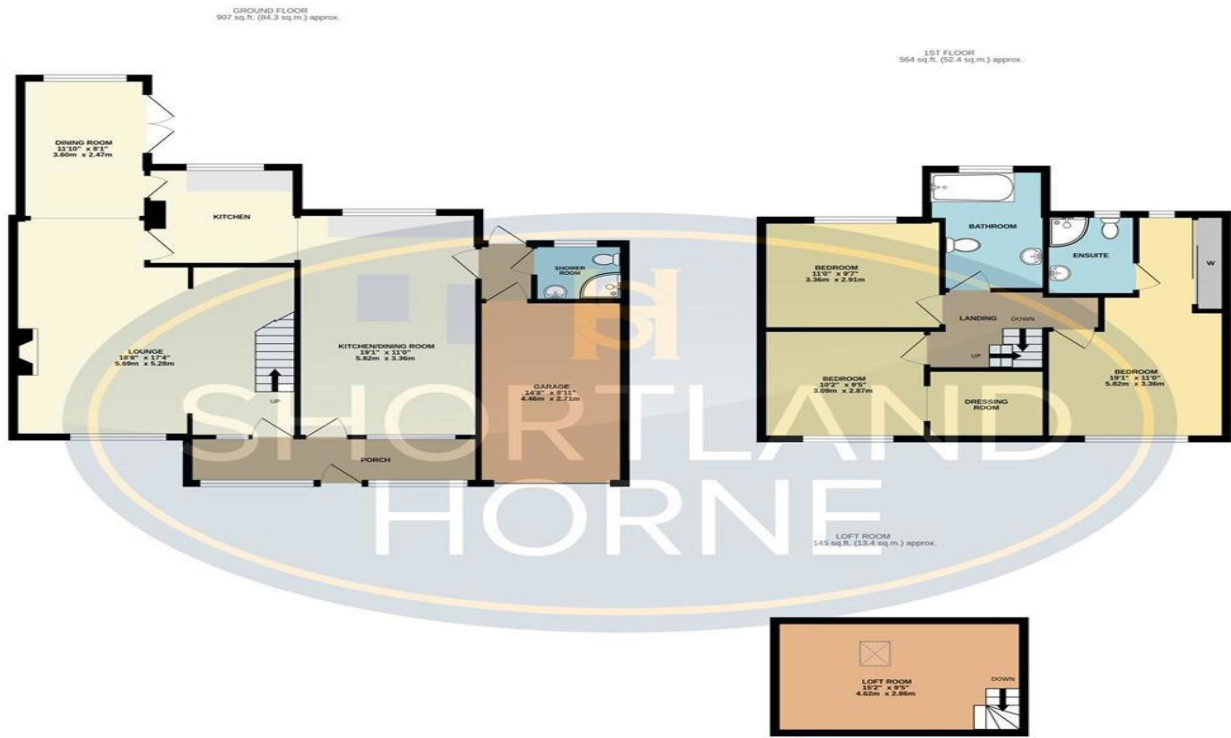 GROUND FLOOR
907 sq.ft. (84.3 sq.m.) approx.
1ST FLOOR
564 sq.ft. (52.4 sq.m.) approx.
DINING ROOM
11'10" x 8'1"
3.60m x 2.47m
KITCHEN
SHOWER
ROOM
LOUNGE
18'8" x 17'4"
5.69m x 5.28m
UP
KITCHEN/DINING ROOM
19'1" x 11'0"
5.82m x 3.36m
GARAGE
14'8" x 8'11"
4.46m x 2.71m
PORCH
BATHROOM
ENSUITE
W
BEDROOM
11'0" x 9'7"
3.36m x 2.91m
LANDING
DOWN
UP
BEDROOM
10'2" x 9'5"
3.09m x 2.87m
DRESSING
ROOM
BEDROOM
19'1" x 11'0"
5.82m x 3.36m
SHORTLAND
HORNE
LOFT ROOM
145 sq.ft. (13.4 sq.m.) approx.
LOFT ROOM
15'2" x 9'5"
4.62m x 2.86m
DOWN